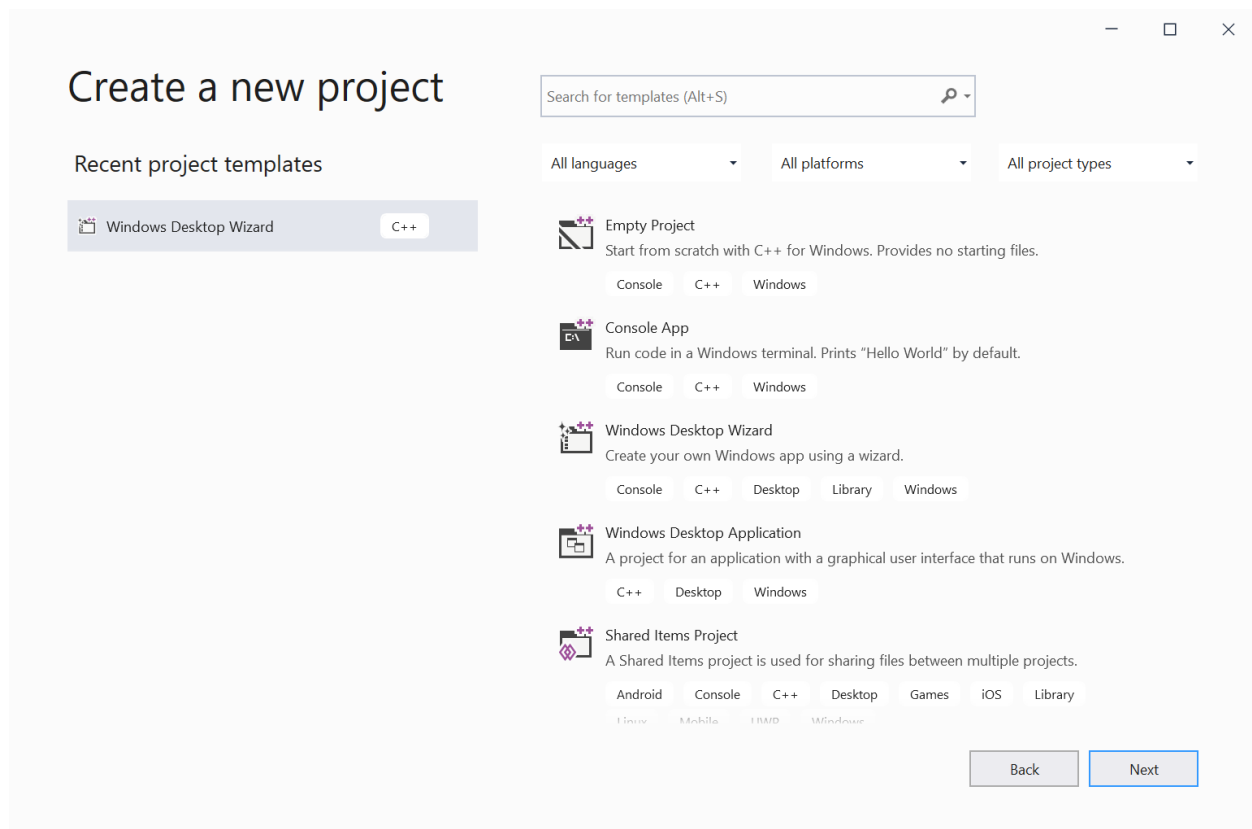 Create a new project
Search for templates (Alt+S)
Recent project templates
All languages
All platforms
All project types
Windows Desktop Wizard C++
Empty Project
Start from scratch with C++ for Windows. Provides no starting files.
Console C++ Windows
Console App
Run code in a Windows terminal. Prints “Hello World” by default.
Console C++ Windows
Windows Desktop Wizard
Create your own Windows app using a wizard.
Console C++ Desktop Library Windows
Windows Desktop Application
A project for an application with a graphical user interface that runs on Windows.
C++ Desktop Windows
Shared Items Project
A Shared Items project is used for sharing files between multiple projects.
Android Console C++ Desktop Games iOS Library
Linux Mobile UWP Windows
Back
Next